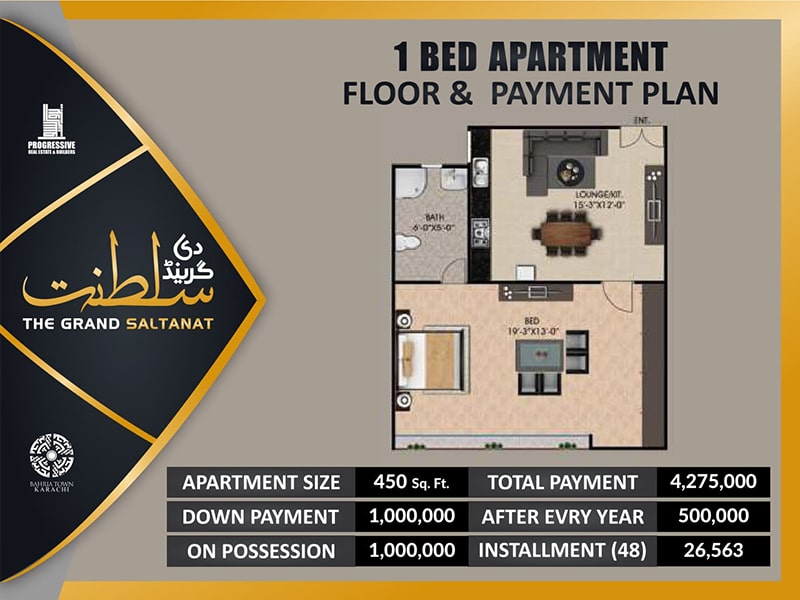 1 BED APARTMENT
FLOOR & PAYMENT PLAN
PROGRESSIVE
REAL ESTATE & BUILDERS
دی
گرینڈ
سلطنت
THE GRAND SALTANAT
BAHRIA TOWN
KARACHI
ENT.
LOUNGE/KIT.
15'-3"X12'-0"
BATH
6'-0"X8'-0"
BED
19'-3"X13'-0"
APARTMENT SIZE 450 Sq. Ft. TOTAL PAYMENT 4,275,000
DOWN PAYMENT 1,000,000 AFTER EVRY YEAR 500,000
ON POSSESSION 1,000,000 INSTALLMENT (48) 26,563